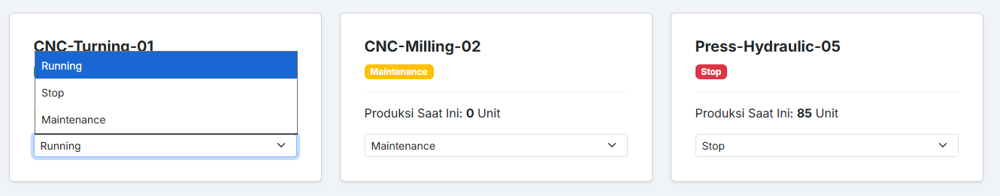 CNC-Turning-01
Running
Stop
Maintenance
Running
CNC-Milling-02
Maintenance
Produksi Saat Ini: 0 Unit
Maintenance
Press-Hydraulic-05
Stop
Produksi Saat Ini: 85 Unit
Stop